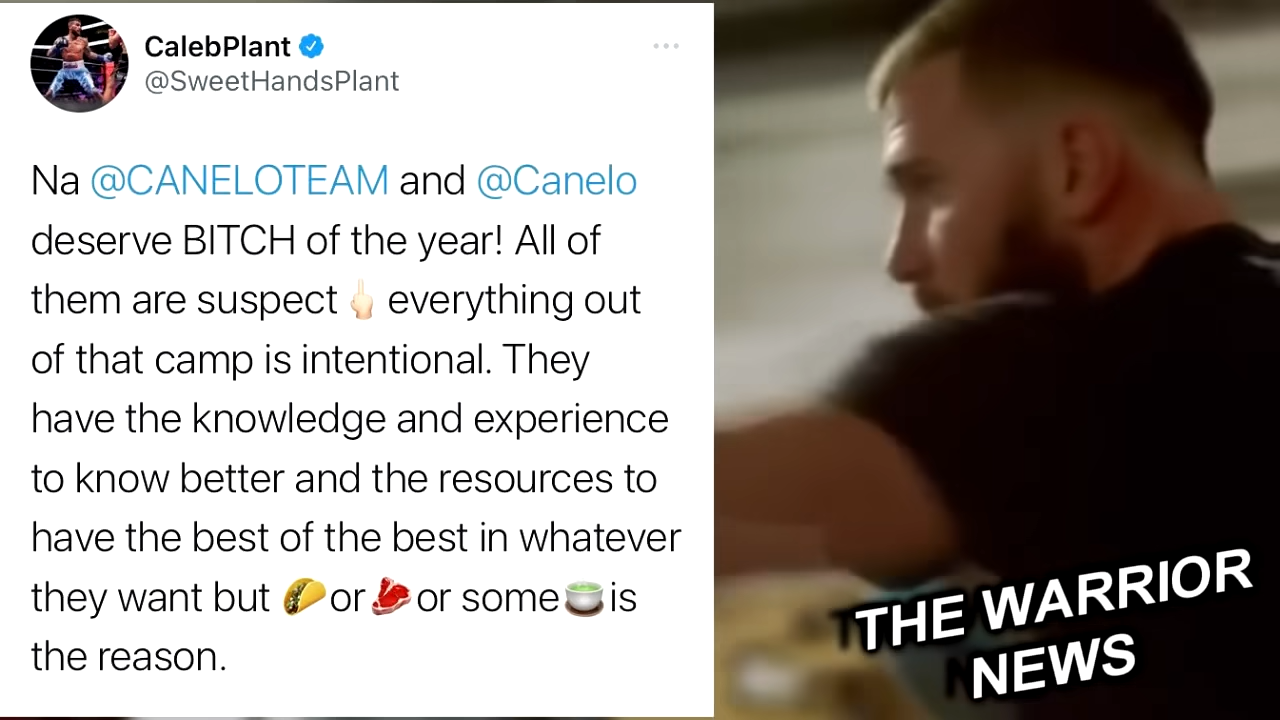 CalebPlant
@SweetHandsPlant
Na @CANELOTEAM and @Canelo
deserve BITCH of the year! All of
them are suspect🖕🏻everything out
of that camp is intentional. They
have the knowledge and experience
to know better and the resources to
have the best of the best in whatever
they want but 🌮or🥩or some🍵is
the reason.
THE WARRIOR
NEWS